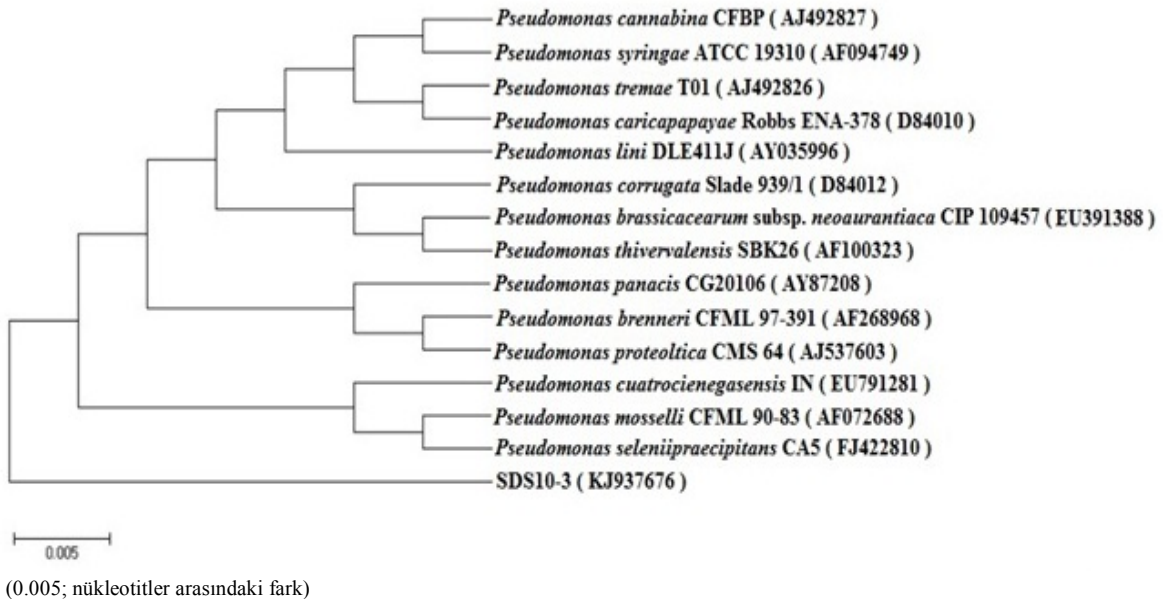 Pseudomonas cannabina CFBP ( AJ492827 )
Pseudomonas syringae ATCC 19310 ( AF094749 )
Pseudomonas tremae T01 ( AJ492826 )
Pseudomonas caricapapayae Robbs ENA-378 ( D84010 )
Pseudomonas lini DLE411J ( AY035996 )
Pseudomonas corrugata Slade 939/1 ( D84012 )
Pseudomonas brassicacearum subsp. neoaurantiaca CIP 109457 ( EU391388 )
Pseudomonas thivervalensis SBK26 ( AF100323 )
Pseudomonas panacis CG20106 ( AY87208 )
Pseudomonas brenneri CFML 97-391 ( AF268968 )
Pseudomonas proteoltica CMS 64 ( AJ537603 )
Pseudomonas cuatrocienegasensis IN ( EU791281 )
Pseudomonas mosselli CFML 90-83 ( AF072688 )
Pseudomonas seleniipraecipitans CA5 ( FJ422810 )
SDS10-3 ( KJ937676 )
0.005
(0.005; nükleotitler arasındaki fark)